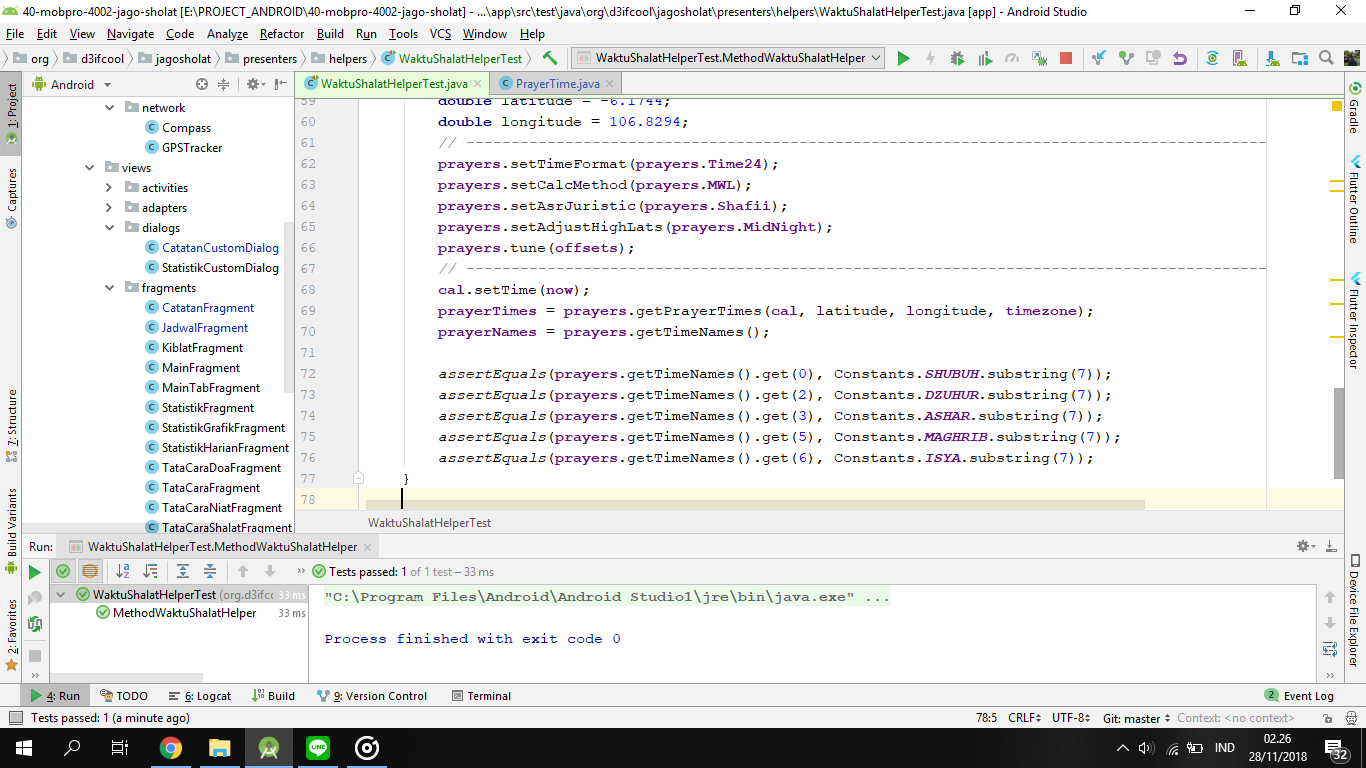 40-mobpro-4002-jago-sholat [E:\PROJECT_ANDROID\40-mobpro-4002-jago-sholat] - ...\app\src\test\java\org\d3ifcool\jagosholat\presenters\helpers\WaktuShalatHelperTest.java [app] - Android Studio
File Edit View Navigate Code Analyze Refactor Build Run Tools VCS Window Help
org d3ifcool jagosholat presenters helpers WaktuShalatHelperTest WaktuShalatHelperTest.MethodWaktuShalatHelper
1: Project
Captures
7: Structure
Build Variants
2: Favorites
Android
network
Compass
GPSTracker
views
activities
adapters
dialogs
CatatanCustomDialog
StatistikCustomDialog
fragments
CatatanFragment
JadwalFragment
KiblatFragment
MainFragment
MainTabFragment
StatistikFragment
StatistikGrafikFragment
StatistikHarianFragment
TataCaraDoaFragment
TataCaraFragment
TataCaraNiatFragment
TataCaraShalatFragment
WaktuShalatHelperTest.java PrayerTime.java
59 double latitude = -6.1744;
60 double longitude = 106.8294;
61 // -----------------------------------------------------------------------------------------
62 prayers.setTimeFormat(prayers.Time24);
63 prayers.setCalcMethod(prayers.MWL);
64 prayers.setAsrJuristic(prayers.Shafii);
65 prayers.setAdjustHighLats(prayers.MidNight);
66 prayers.tune(offsets);
67 // -----------------------------------------------------------------------------------------
68 cal.setTime(now);
69 prayerTimes = prayers.getPrayerTimes(cal, latitude, longitude, timezone);
70 prayerNames = prayers.getTimeNames();
71
72 assertEquals(prayers.getTimeNames().get(0), Constants.SHUBUH.substring(7));
73 assertEquals(prayers.getTimeNames().get(2), Constants.DZUHUR.substring(7));
74 assertEquals(prayers.getTimeNames().get(3), Constants.ASHAR.substring(7));
75 assertEquals(prayers.getTimeNames().get(5), Constants.MAGHRIB.substring(7));
76 assertEquals(prayers.getTimeNames().get(6), Constants.ISYA.substring(7));
77 }
78
WaktuShalatHelperTest
Gradle
Flutter Outline
Flutter Inspector
Device File Explorer
Run: WaktuShalatHelperTest.MethodWaktuShalatHelper
Tests passed: 1 of 1 test – 33 ms
WaktuShalatHelperTest (org.d3ifcc 33 ms
MethodWaktuShalatHelper 33 ms
"C:\Program Files\Android\Android Studio1\jre\bin\java.exe" ...
Process finished with exit code 0
4: Run TODO 6: Logcat Build 9: Version Control Terminal 2 Event Log
Tests passed: 1 (a minute ago) 78:5 CRLF UTF-8 Git: master Context: <no context>
IND 02.26
28/11/2018
32